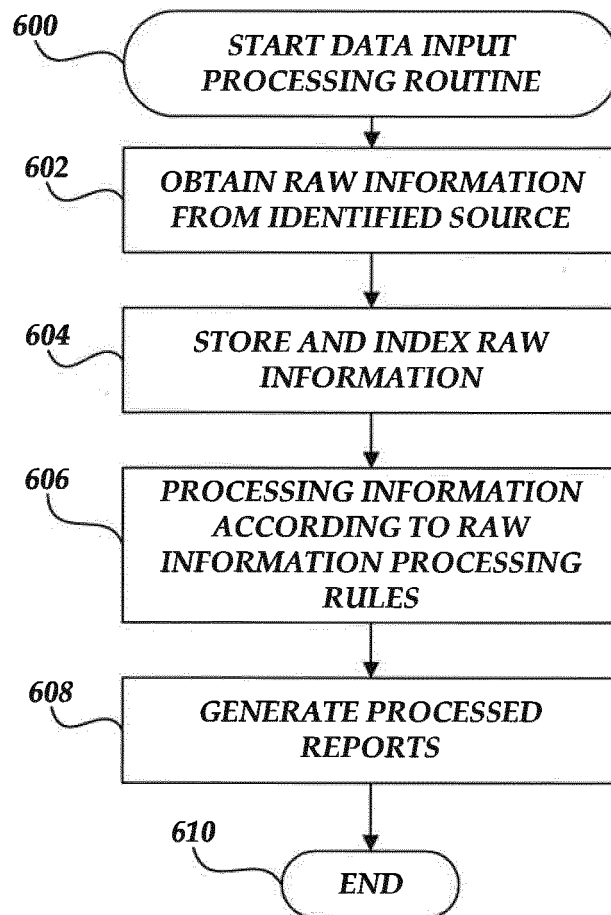 600
START DATA INPUT
PROCESSING ROUTINE
602
OBTAIN RAW INFORMATION
FROM IDENTIFIED SOURCE
604
STORE AND INDEX RAW
INFORMATION
606
PROCESSING INFORMATION
ACCORDING TO RAW
INFORMATION PROCESSING
RULES
608
GENERATE PROCESSED
REPORTS
610
END